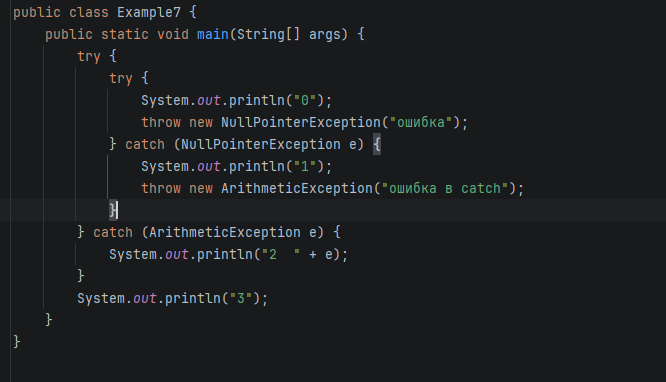 public class Example7 {
public static void main(String[] args) {
try {
try {
System.out.println("0");
throw new NullPointerException("ошибка");
} catch (NullPointerException e) {
System.out.println("1");
throw new ArithmeticException("ошибка в catch");
}
} catch (ArithmeticException e) {
System.out.println("2  " + e);
}
System.out.println("3");
}
}